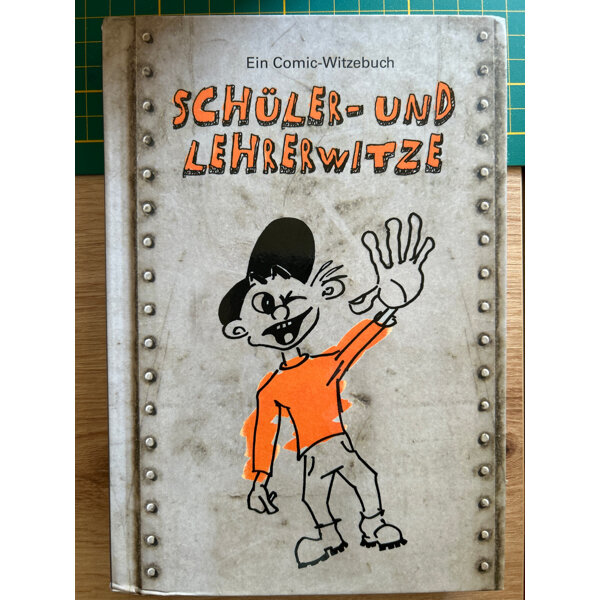 Ein Comic-Witzebuch
SCHÜLER- UND
LEHRERWITZE